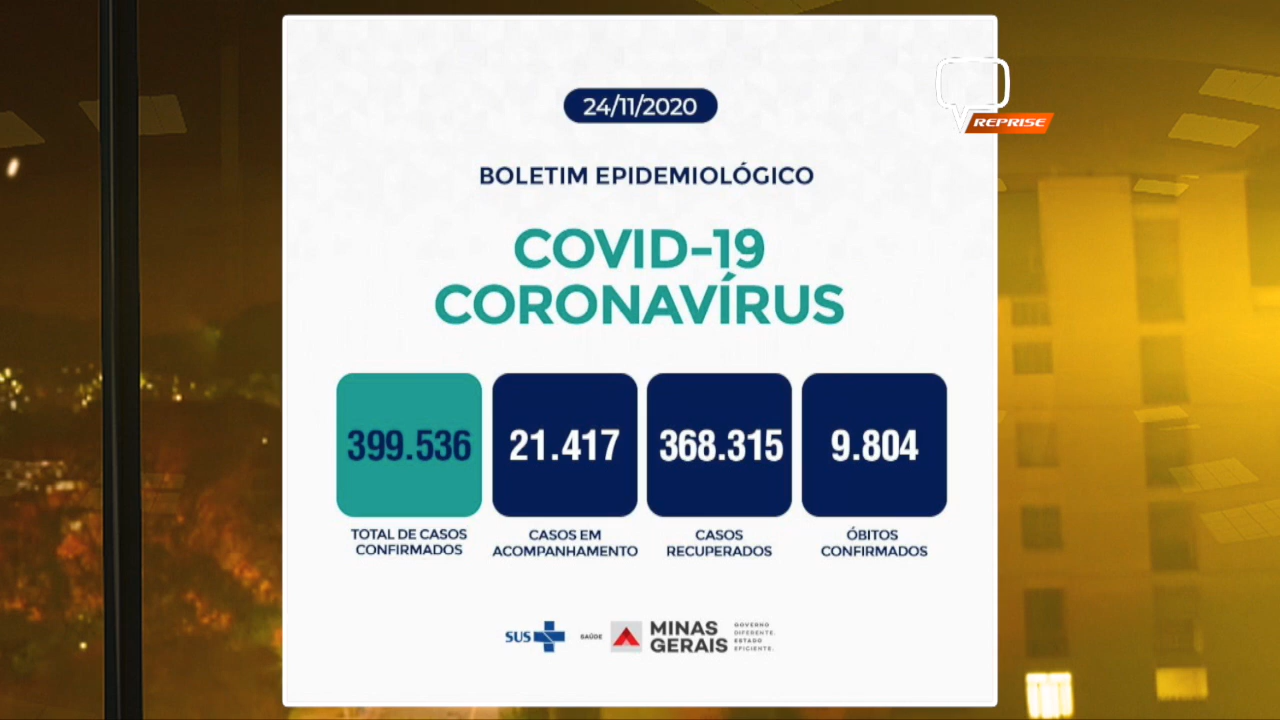 24/11/2020
REPRISE
BOLETIM EPIDEMIOLÓGICO
COVID-19
CORONAVÍRUS
399.536
21.417
368.315
9.804
TOTAL DE CASOS
CONFIRMADOS
CASOS EM
ACOMPANHAMENTO
CASOS
RECUPERADOS
ÓBITOS
CONFIRMADOS
SUS
SAÚDE
MINAS
GERAIS
GOVERNO
DIFERENTE.
ESTADO
EFICIENTE.